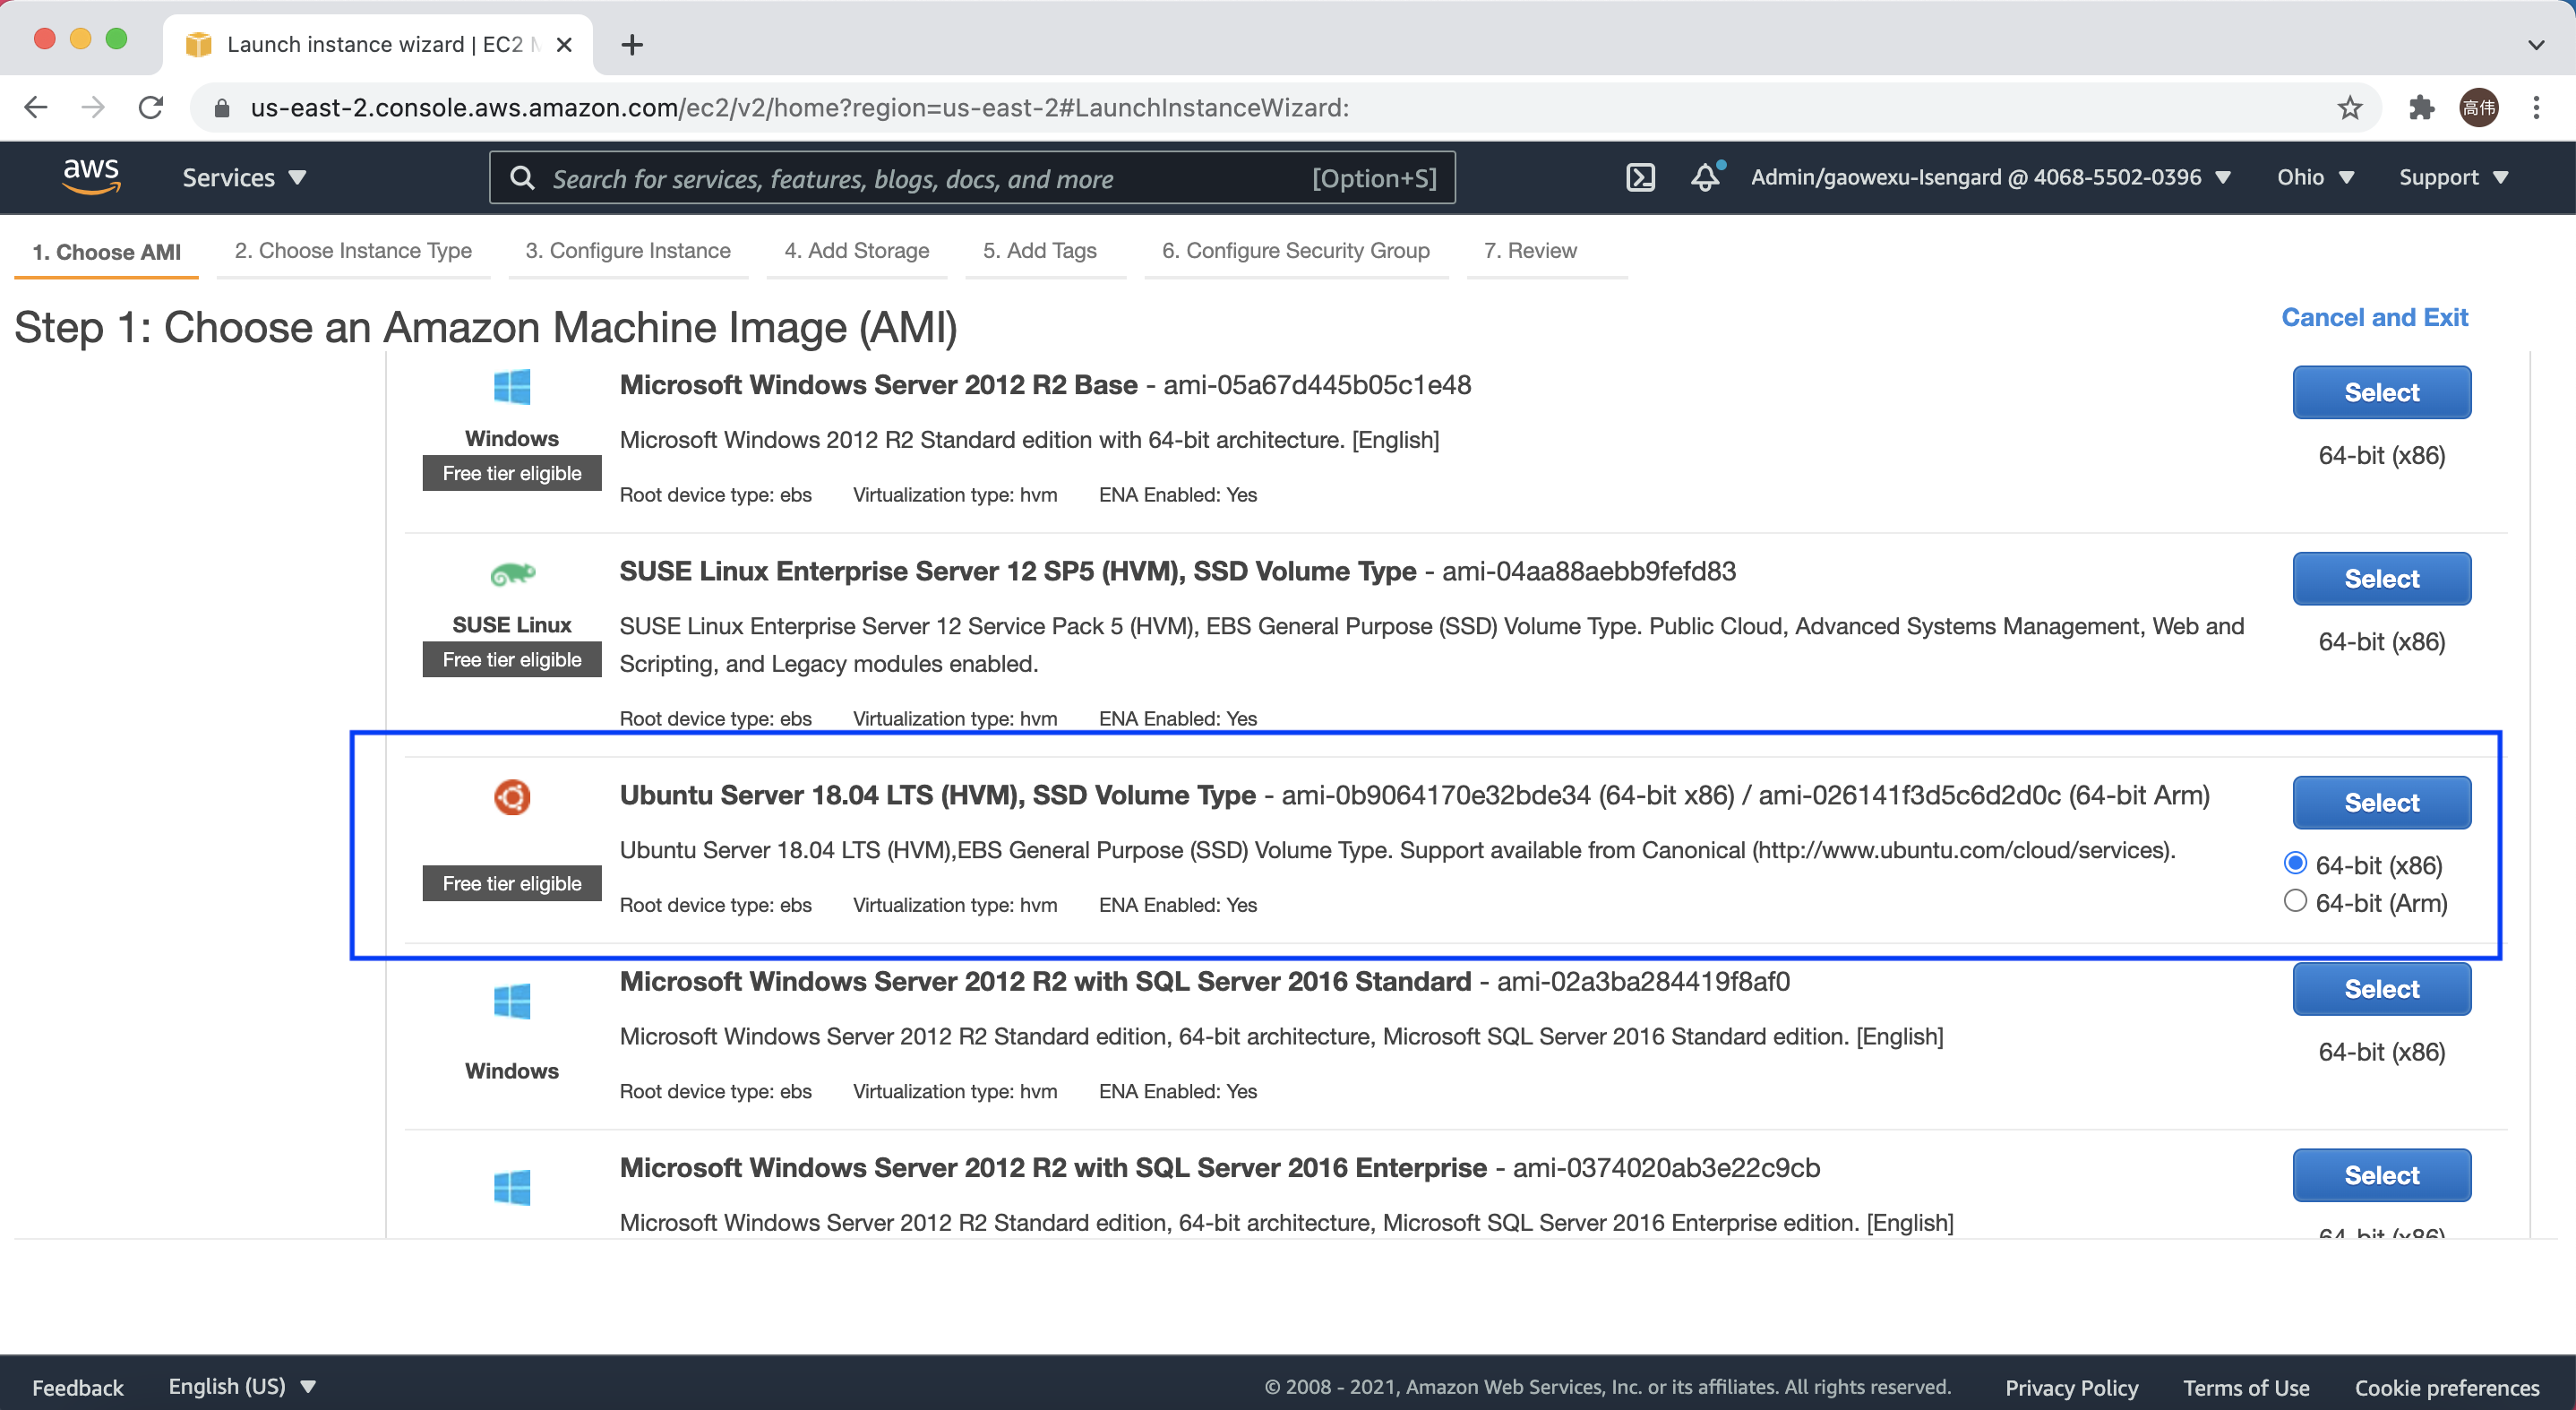 Launch instance wizard | EC2 M
us-east-2.console.aws.amazon.com/ec2/v2/home?region=us-east-2#LaunchInstanceWizard:
高伟
aws
Services
Search for services, features, blogs, docs, and more
[Option+S]
Admin/gaowexu-Isengard @ 4068-5502-0396
Ohio
Support
1. Choose AMI
2. Choose Instance Type
3. Configure Instance
4. Add Storage
5. Add Tags
6. Configure Security Group
7. Review
Step 1: Choose an Amazon Machine Image (AMI)
Cancel and Exit
Windows
Free tier eligible
Microsoft Windows Server 2012 R2 Base - ami-05a67d445b05c1e48
Microsoft Windows 2012 R2 Standard edition with 64-bit architecture. [English]
Root device type: ebs Virtualization type: hvm ENA Enabled: Yes
Select
64-bit (x86)
SUSE Linux
Free tier eligible
SUSE Linux Enterprise Server 12 SP5 (HVM), SSD Volume Type - ami-04aa88aebb9fefd83
SUSE Linux Enterprise Server 12 Service Pack 5 (HVM), EBS General Purpose (SSD) Volume Type. Public Cloud, Advanced Systems Management, Web and
Scripting, and Legacy modules enabled.
Root device type: ebs Virtualization type: hvm ENA Enabled: Yes
Select
64-bit (x86)
Free tier eligible
Ubuntu Server 18.04 LTS (HVM), SSD Volume Type - ami-0b9064170e32bde34 (64-bit x86) / ami-026141f3d5c6d2d0c (64-bit Arm)
Ubuntu Server 18.04 LTS (HVM),EBS General Purpose (SSD) Volume Type. Support available from Canonical (http://www.ubuntu.com/cloud/services).
Root device type: ebs Virtualization type: hvm ENA Enabled: Yes
Select
64-bit (x86)
64-bit (Arm)
Windows
Microsoft Windows Server 2012 R2 with SQL Server 2016 Standard - ami-02a3ba284419f8af0
Microsoft Windows Server 2012 R2 Standard edition, 64-bit architecture, Microsoft SQL Server 2016 Standard edition. [English]
Root device type: ebs Virtualization type: hvm ENA Enabled: Yes
Select
64-bit (x86)
Microsoft Windows Server 2012 R2 with SQL Server 2016 Enterprise - ami-0374020ab3e22c9cb
Microsoft Windows Server 2012 R2 Standard edition, 64-bit architecture, Microsoft SQL Server 2016 Enterprise edition. [English]
Select
64-bit (x86)
Feedback
English (US)
© 2008 - 2021, Amazon Web Services, Inc. or its affiliates. All rights reserved.
Privacy Policy
Terms of Use
Cookie preferences